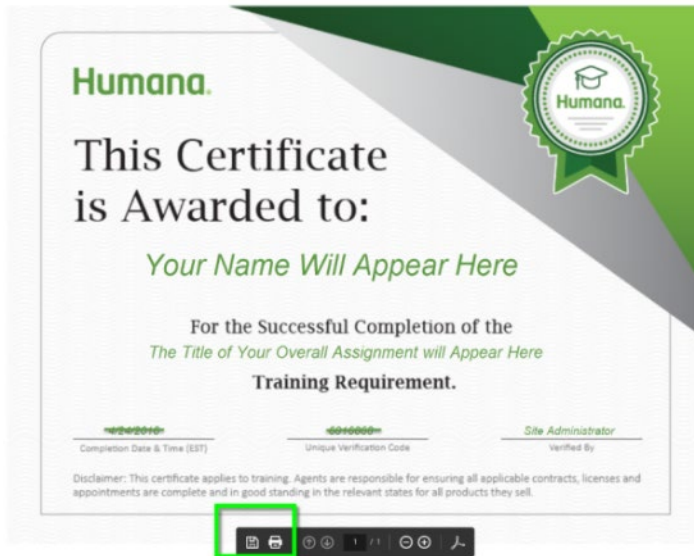 Humana.
Humana.
This Certificate
is Awarded to:
Your Name Will Appear Here
For the Successful Completion of the
The Title of Your Overall Assignment will Appear Here
Training Requirement.
Site Administrator
Completion Date & Time (EST)
Unique Verification Code
Verified By
Disclaimer: This certificate applies to training. Agents are responsible for ensuring all applicable contracts, licenses and
appointments are complete and in good standing in the relevant states for all products they sell.
1 / 1